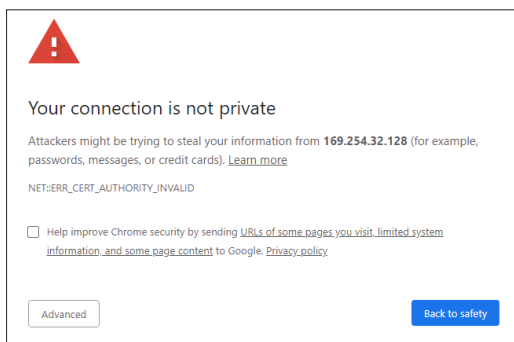 Your connection is not private
Attackers might be trying to steal your information from 169.254.32.128 (for example,
passwords, messages, or credit cards). Learn more
NET::ERR_CERT_AUTHORITY_INVALID
Help improve Chrome security by sending URLs of some pages you visit, limited system
information, and some page content to Google. Privacy policy
Advanced
Back to safety